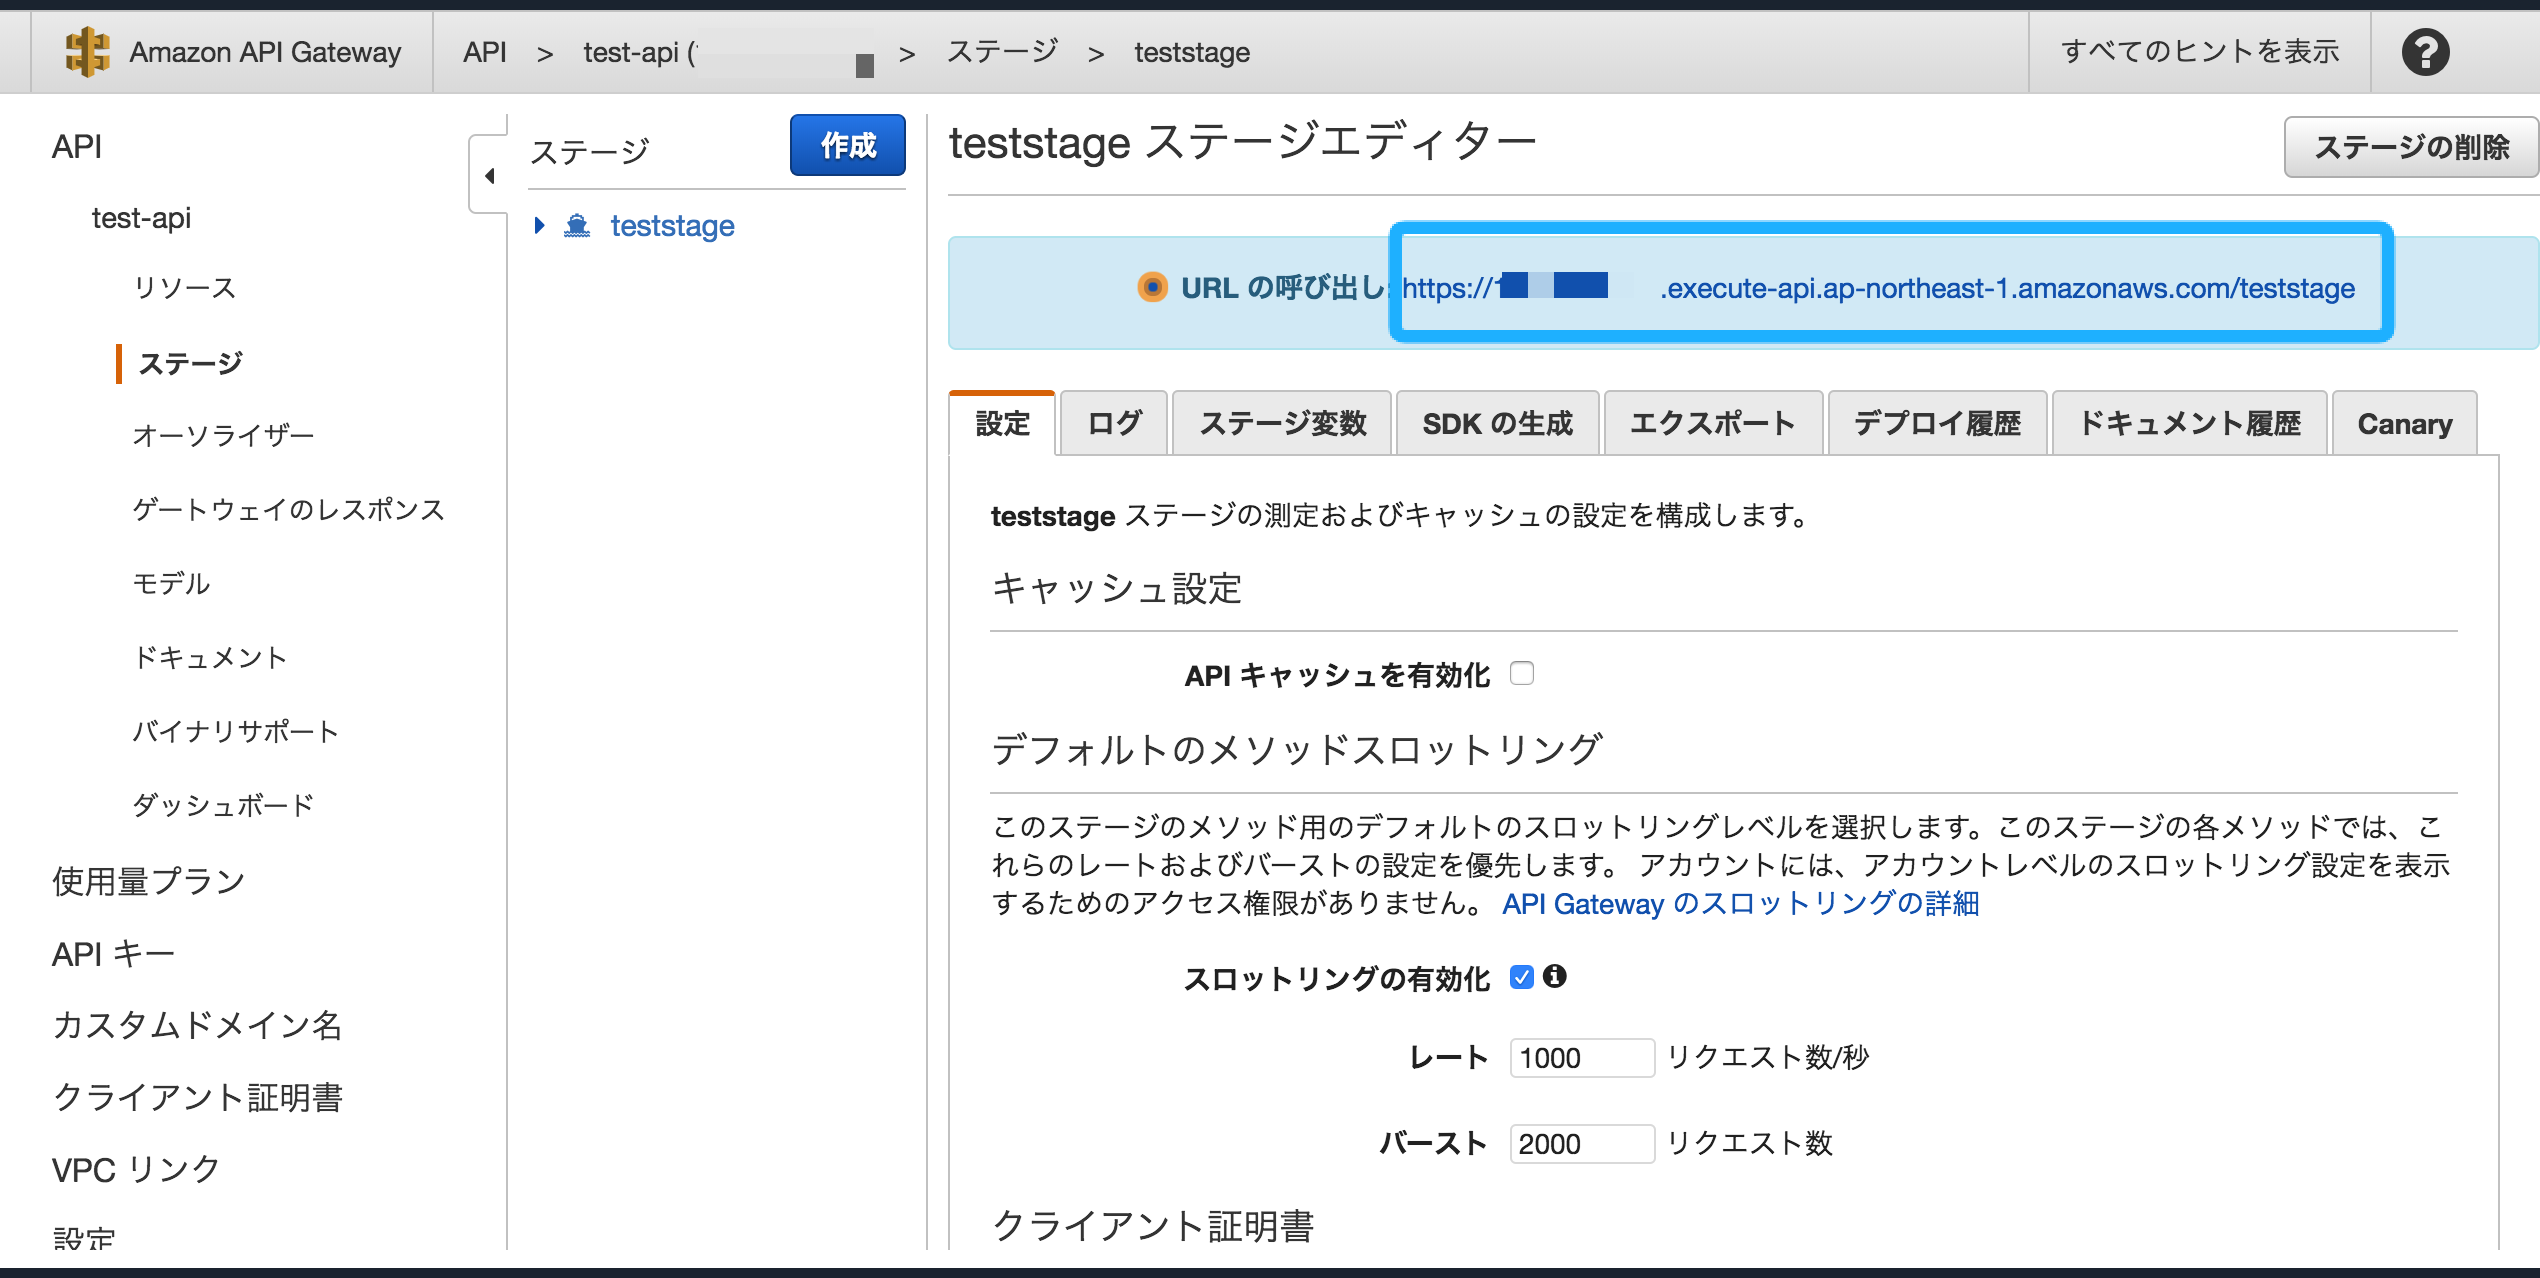 Amazon API Gateway
API > test-api ( > ステージ > teststage
すべてのヒントを表示
API
test-api
リソース
ステージ
オーソライザー
ゲートウェイのレスポンス
モデル
ドキュメント
バイナリサポート
ダッシュボード
使用量プラン
API キー
カスタムドメイン名
クライアント証明書
VPC リンク
設定
ステージ
作成
teststage
teststage ステージエディター
ステージの削除
URL の呼び出し: https:// .execute-api.ap-northeast-1.amazonaws.com/teststage
設定
ログ
ステージ変数
SDK の生成
エクスポート
デプロイ履歴
ドキュメント履歴
Canary
teststage ステージの測定およびキャッシュの設定を構成します。
キャッシュ設定
API キャッシュを有効化
デフォルトのメソッドスロットリング
このステージのメソッド用のデフォルトのスロットリングレベルを選択します。このステージの各メソッドでは、こ
れらのレートおよびバーストの設定を優先します。 アカウントには、アカウントレベルのスロットリング設定を表示
するためのアクセス権限がありません。 API Gateway のスロットリングの詳細
スロットリングの有効化
レート 1000 リクエスト数/秒
バースト 2000 リクエスト数
クライアント証明書